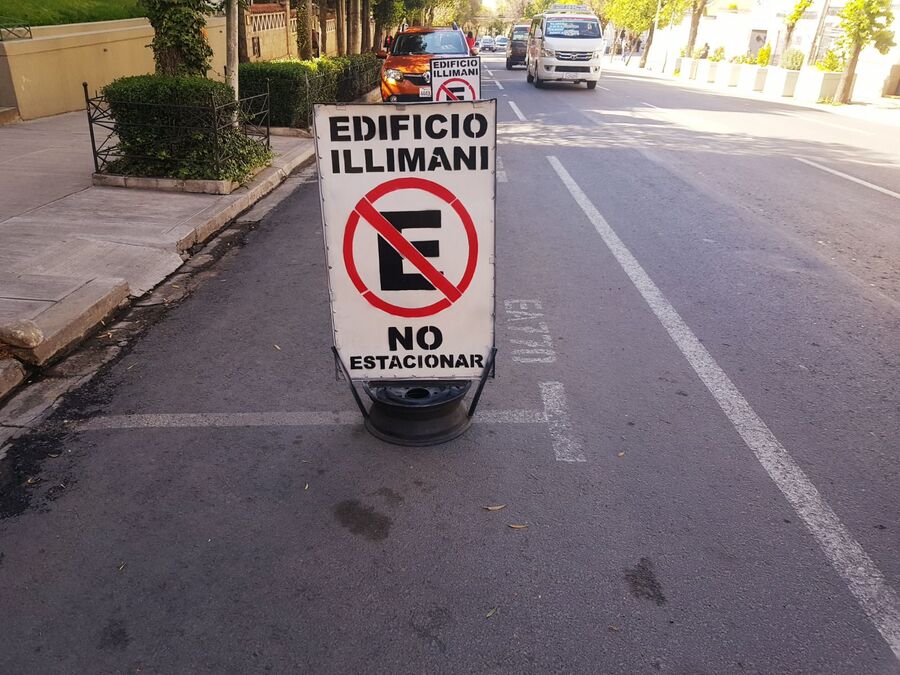 EDIFICIO
ILLIMANI
E
EDIFICIO
ILLIMANI
E
NO
ESTACIONAR